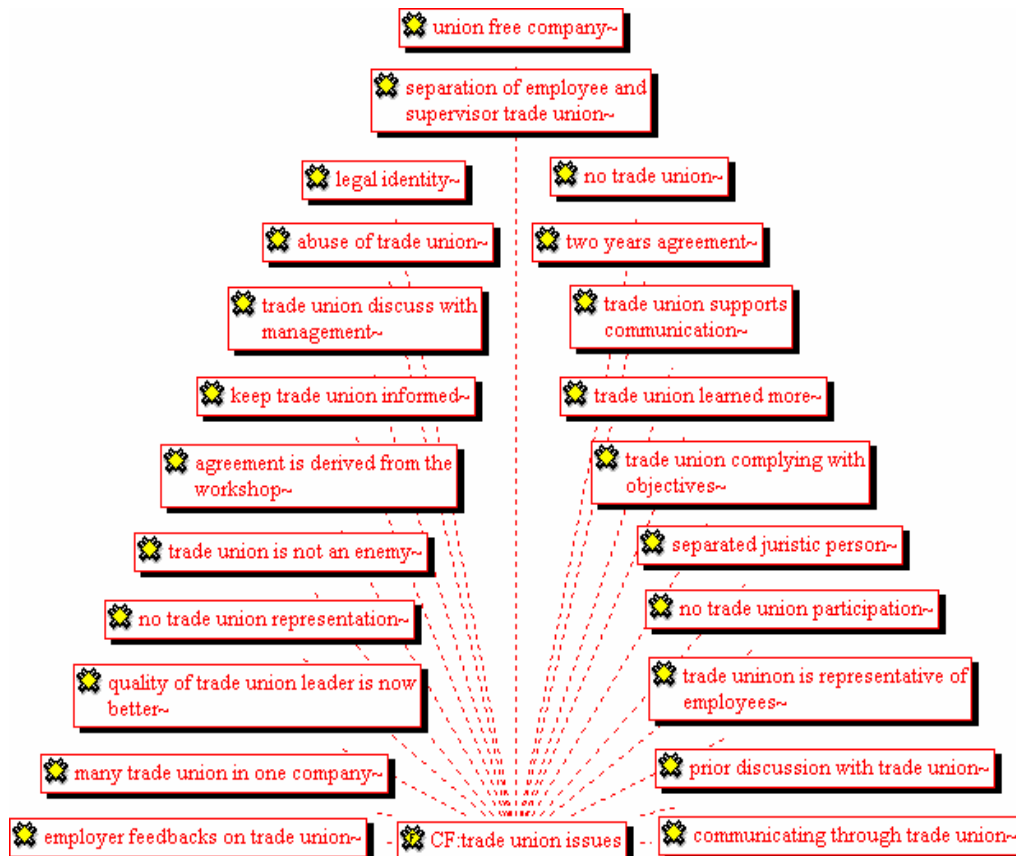 union free company~
separation of employee and
supervisor trade union~
legal identity~
no trade union~
abuse of trade union~
two years agreement~
trade union discuss with
management~
trade union supports
communication~
keep trade union informed~
trade union learned more~
agreement is derived from the
workshop~
trade union complying with
objectives~
trade union is not an enemy~
separated juristic person~
no trade union representation~
no trade union participation~
quality of trade union leader is now
better~
trade uninon is representative of
employees~
many trade union in one company~
prior discussion with trade union~
employer feedbacks on trade union~
CF:trade union issues
communicating through trade union~